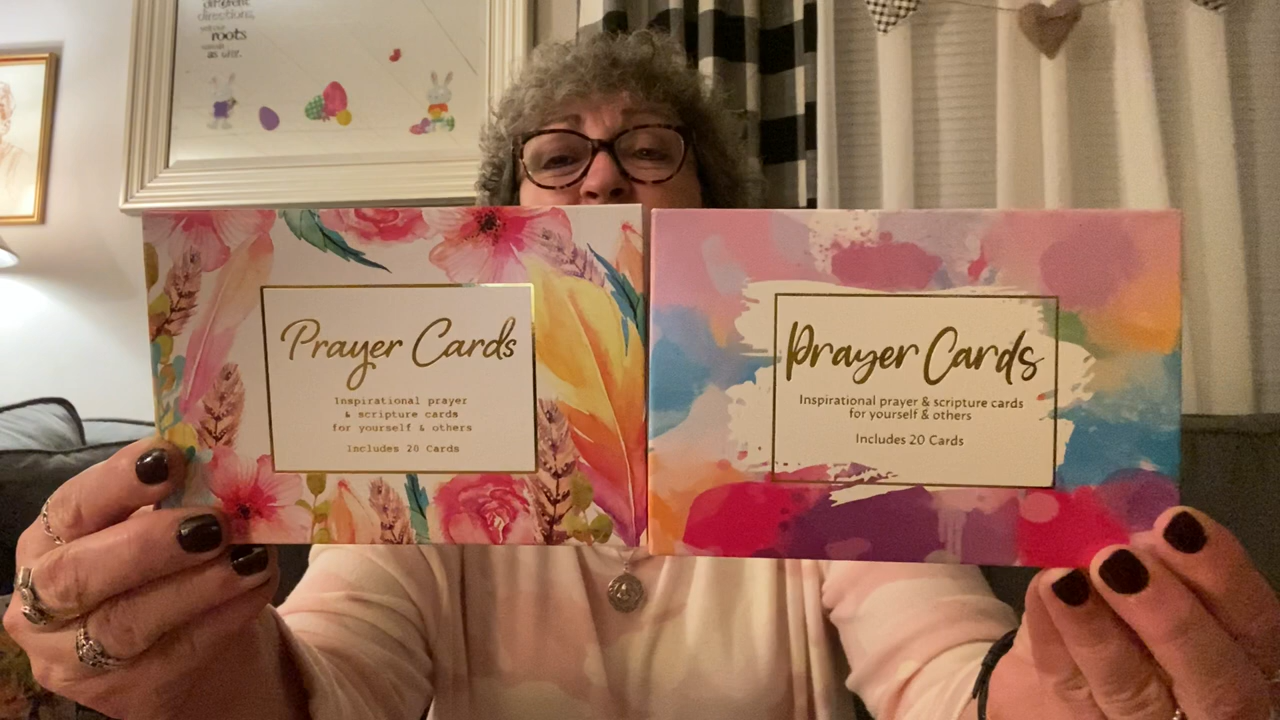 different
directions,
roots
as one.
Prayer Cards
Inspirational prayer
& scripture cards
for yourself & others
Includes 20 Cards
Prayer Cards
Inspirational prayer & scripture cards
for yourself & others
Includes 20 Cards